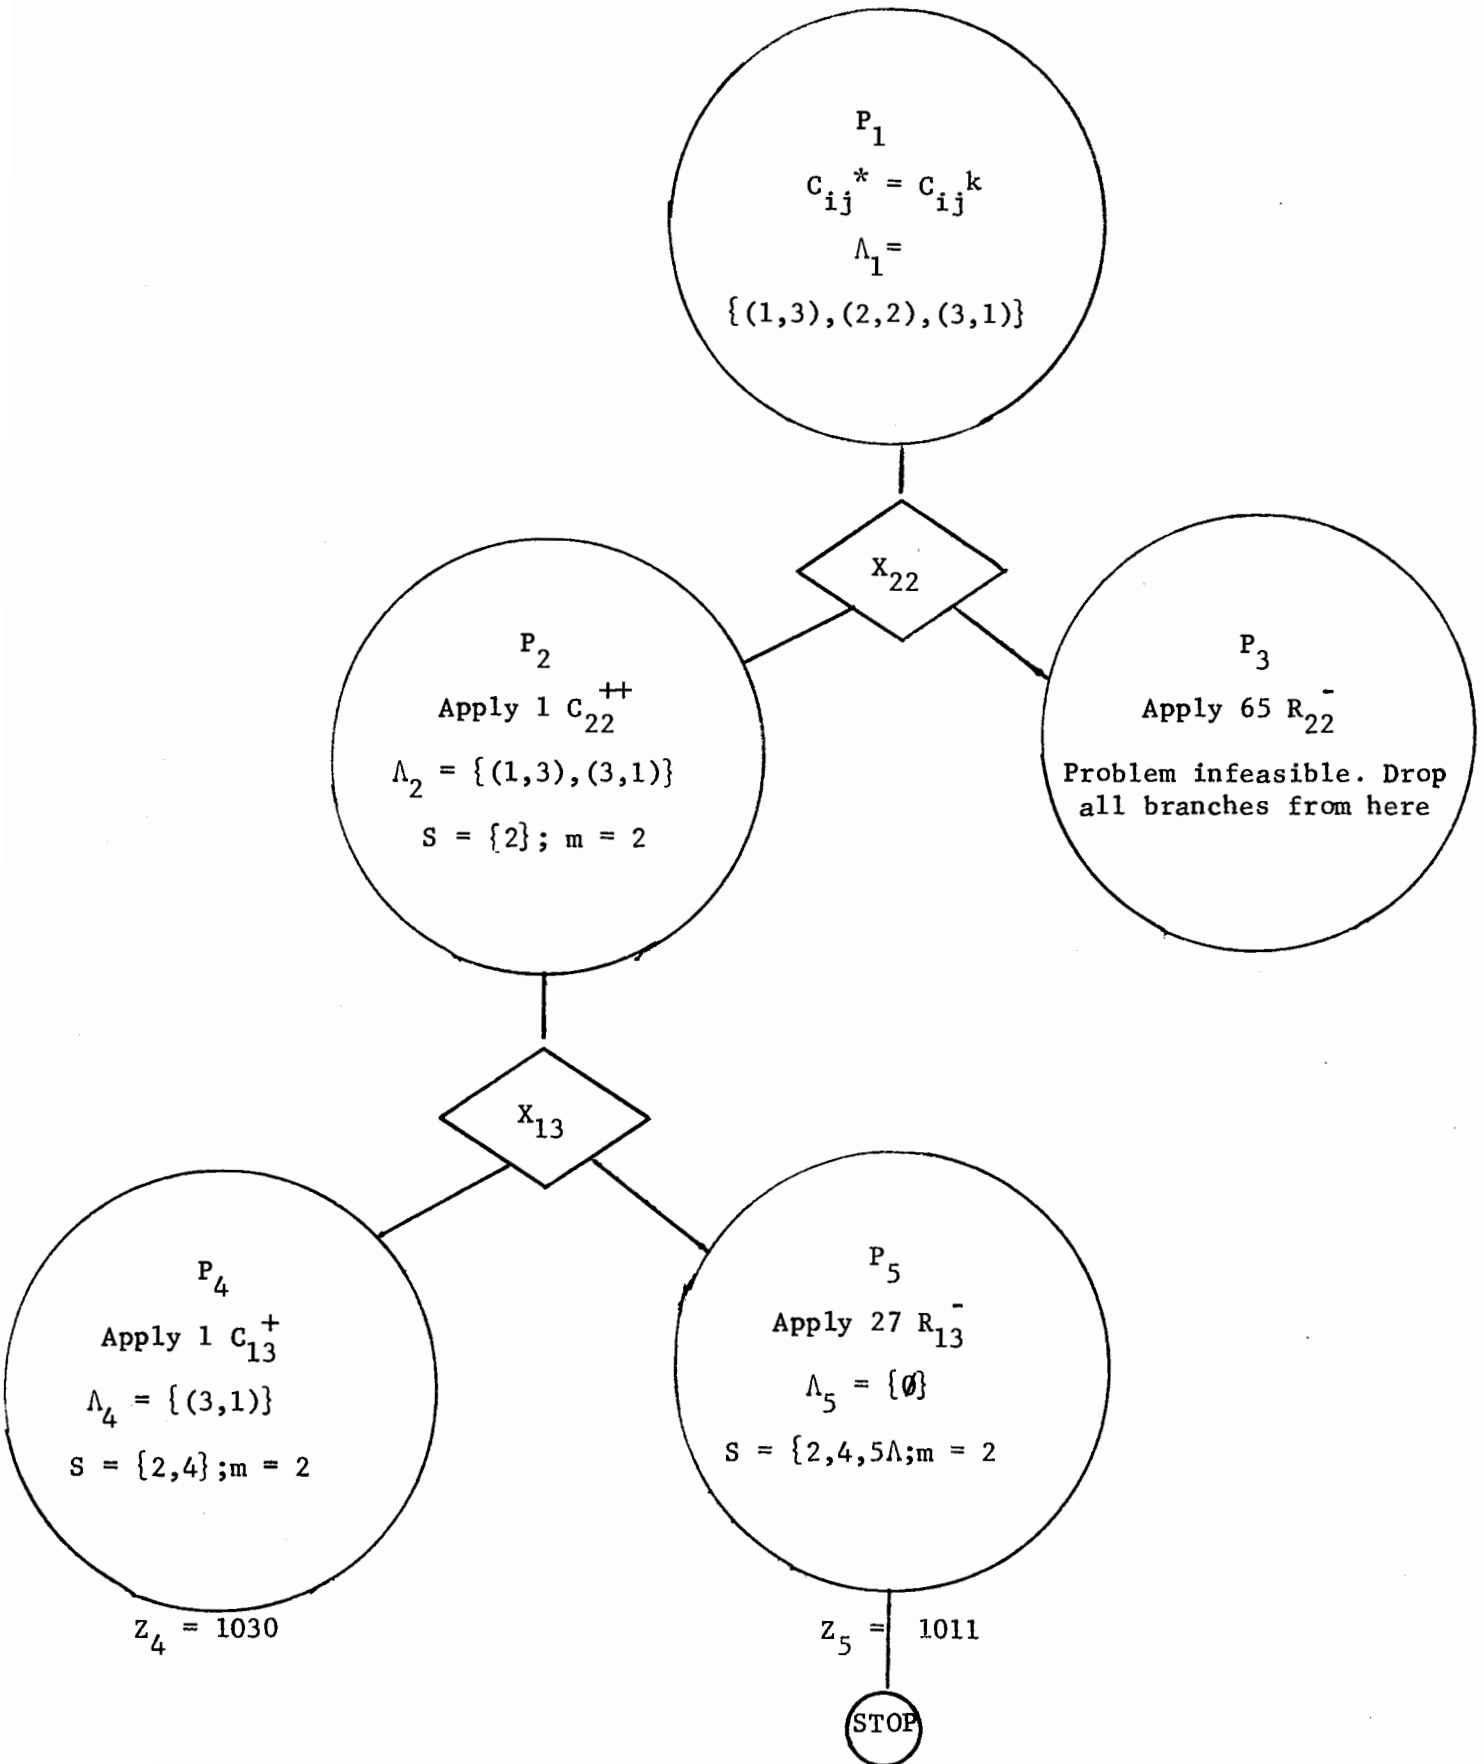 P₁
Cᵢⱼ* = Cᵢⱼᵏ
Λ₁ =
{(1,3),(2,2),(3,1)}
X₂₂
P₂
Apply 1 C₂₂⁺⁺
Λ₂ = {(1,3),(3,1)}
S = {2}; m = 2
P₃
Apply 65 R₂₂⁻
Problem infeasible. Drop
all branches from here
X₁₃
P₄
Apply 1 C₁₃⁺
Λ₄ = {(3,1)}
S = {2,4};m = 2
Z₄ = 1030
P₅
Apply 27 R₁₃⁻
Λ₅ = {Ø}
S = {2,4,5Λ;m = 2
Z₅ = 1011
STOP